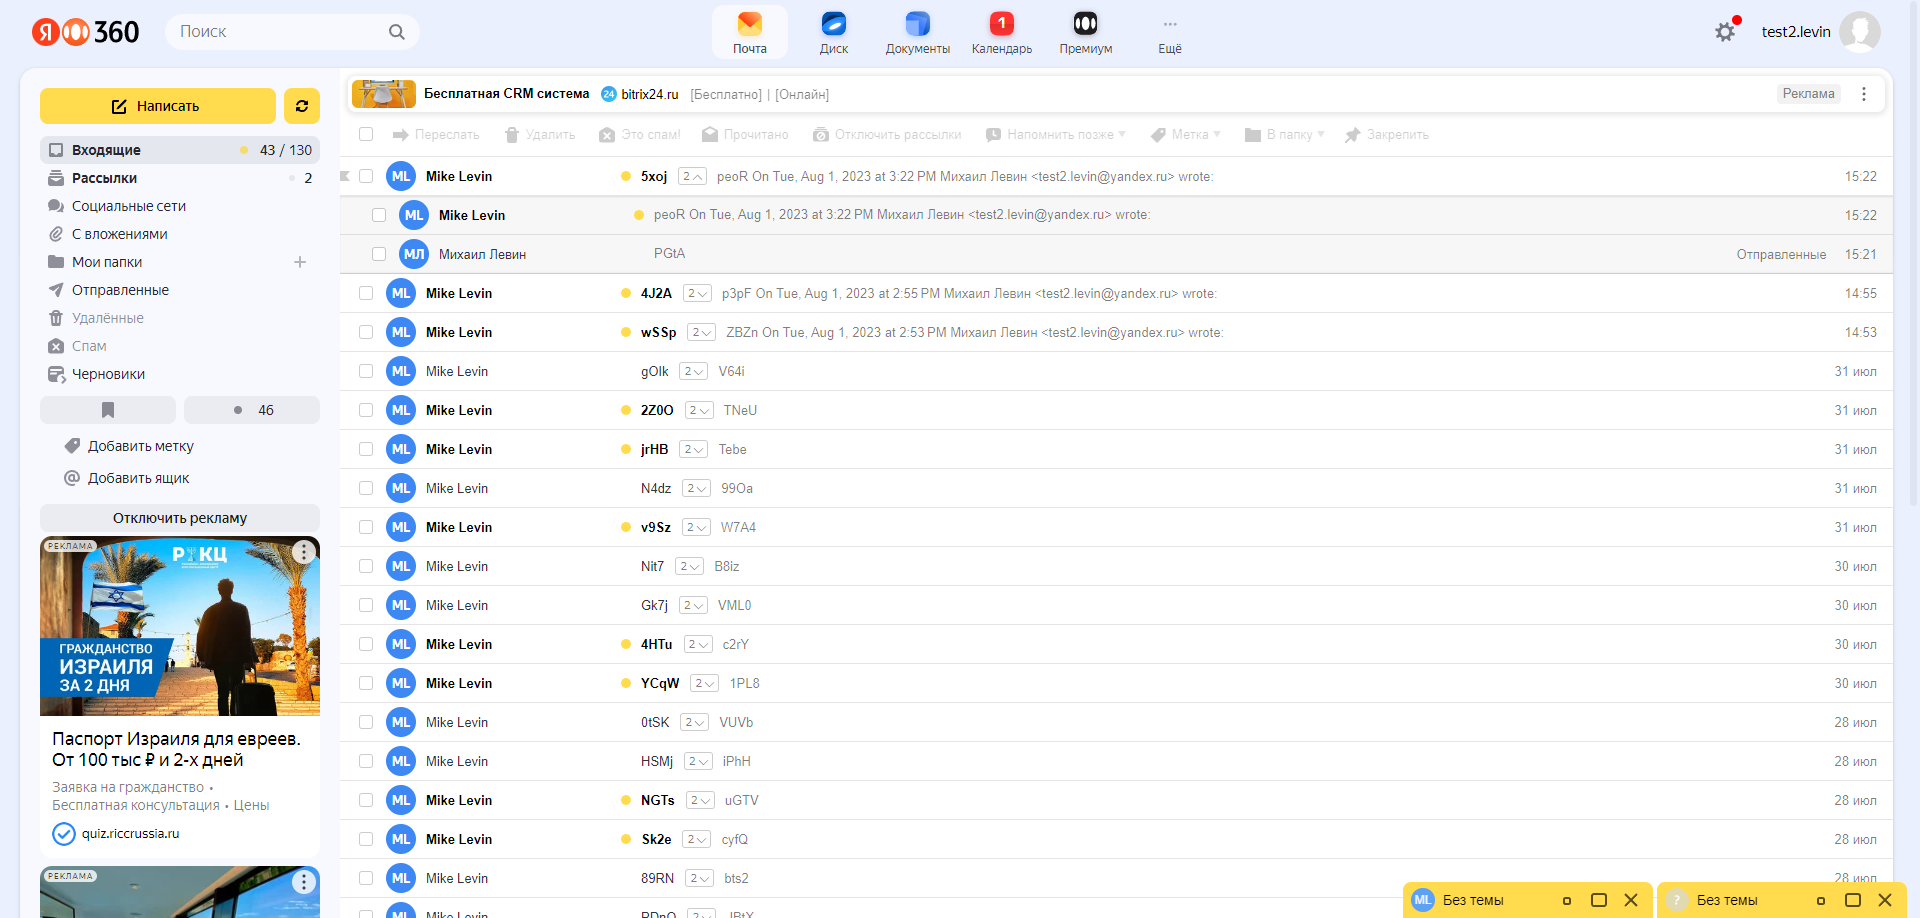 Я 360
Поиск
Почта
Диск
Документы
1
Календарь
Премиум
Ещё
test2.levin
Написать
Входящие 43 / 130
Рассылки 2
Социальные сети
С вложениями
Мои папки
Отправленные
Удалённые
Спам
Черновики
46
Добавить метку
Добавить ящик
Отключить рекламу
РЕКЛАМА
РИКЦ
ГРАЖДАНСТВО
ИЗРАИЛЯ
ЗА 2 ДНЯ
Паспорт Израиля для евреев.
От 100 тыс ₽ и 2-х дней
Заявка на гражданство •
Бесплатная консультация • Цены
quiz.riccrussia.ru
РЕКЛАМА
Бесплатная CRM система 24 bitrix24.ru [Бесплатно] | [Онлайн] Реклама
Переслать Удалить Это спам! Прочитано Отключить рассылки Напомнить позже Метка В папку Закрепить
ML Mike Levin 5xoj 2 peoR On Tue, Aug 1, 2023 at 3:22 PM Михаил Левин <test2.levin@yandex.ru> wrote: 15:22
ML Mike Levin peoR On Tue, Aug 1, 2023 at 3:22 PM Михаил Левин <test2.levin@yandex.ru> wrote: 15:22
МЛ Михаил Левин PGtA Отправленные 15:21
ML Mike Levin 4J2A 2 p3pF On Tue, Aug 1, 2023 at 2:55 PM Михаил Левин <test2.levin@yandex.ru> wrote: 14:55
ML Mike Levin wSSp 2 ZBZn On Tue, Aug 1, 2023 at 2:53 PM Михаил Левин <test2.levin@yandex.ru> wrote: 14:53
ML Mike Levin gOlk 2 V64i 31 июл
ML Mike Levin 2Z0O 2 TNeU 31 июл
ML Mike Levin jrHB 2 Tebe 31 июл
ML Mike Levin N4dz 2 99Oa 31 июл
ML Mike Levin v9Sz 2 W7A4 31 июл
ML Mike Levin Nit7 2 B8iz 30 июл
ML Mike Levin Gk7j 2 VML0 30 июл
ML Mike Levin 4HTu 2 c2rY 30 июл
ML Mike Levin YCqW 2 1PL8 30 июл
ML Mike Levin 0tSK 2 VUVb 28 июл
ML Mike Levin HSMj 2 iPhH 28 июл
ML Mike Levin NGTs 2 uGTV 28 июл
ML Mike Levin Sk2e 2 cyfQ 28 июл
ML Mike Levin 89RN 2 bts2 28 июл
ML Mike Levin
ML Без темы
? Без темы